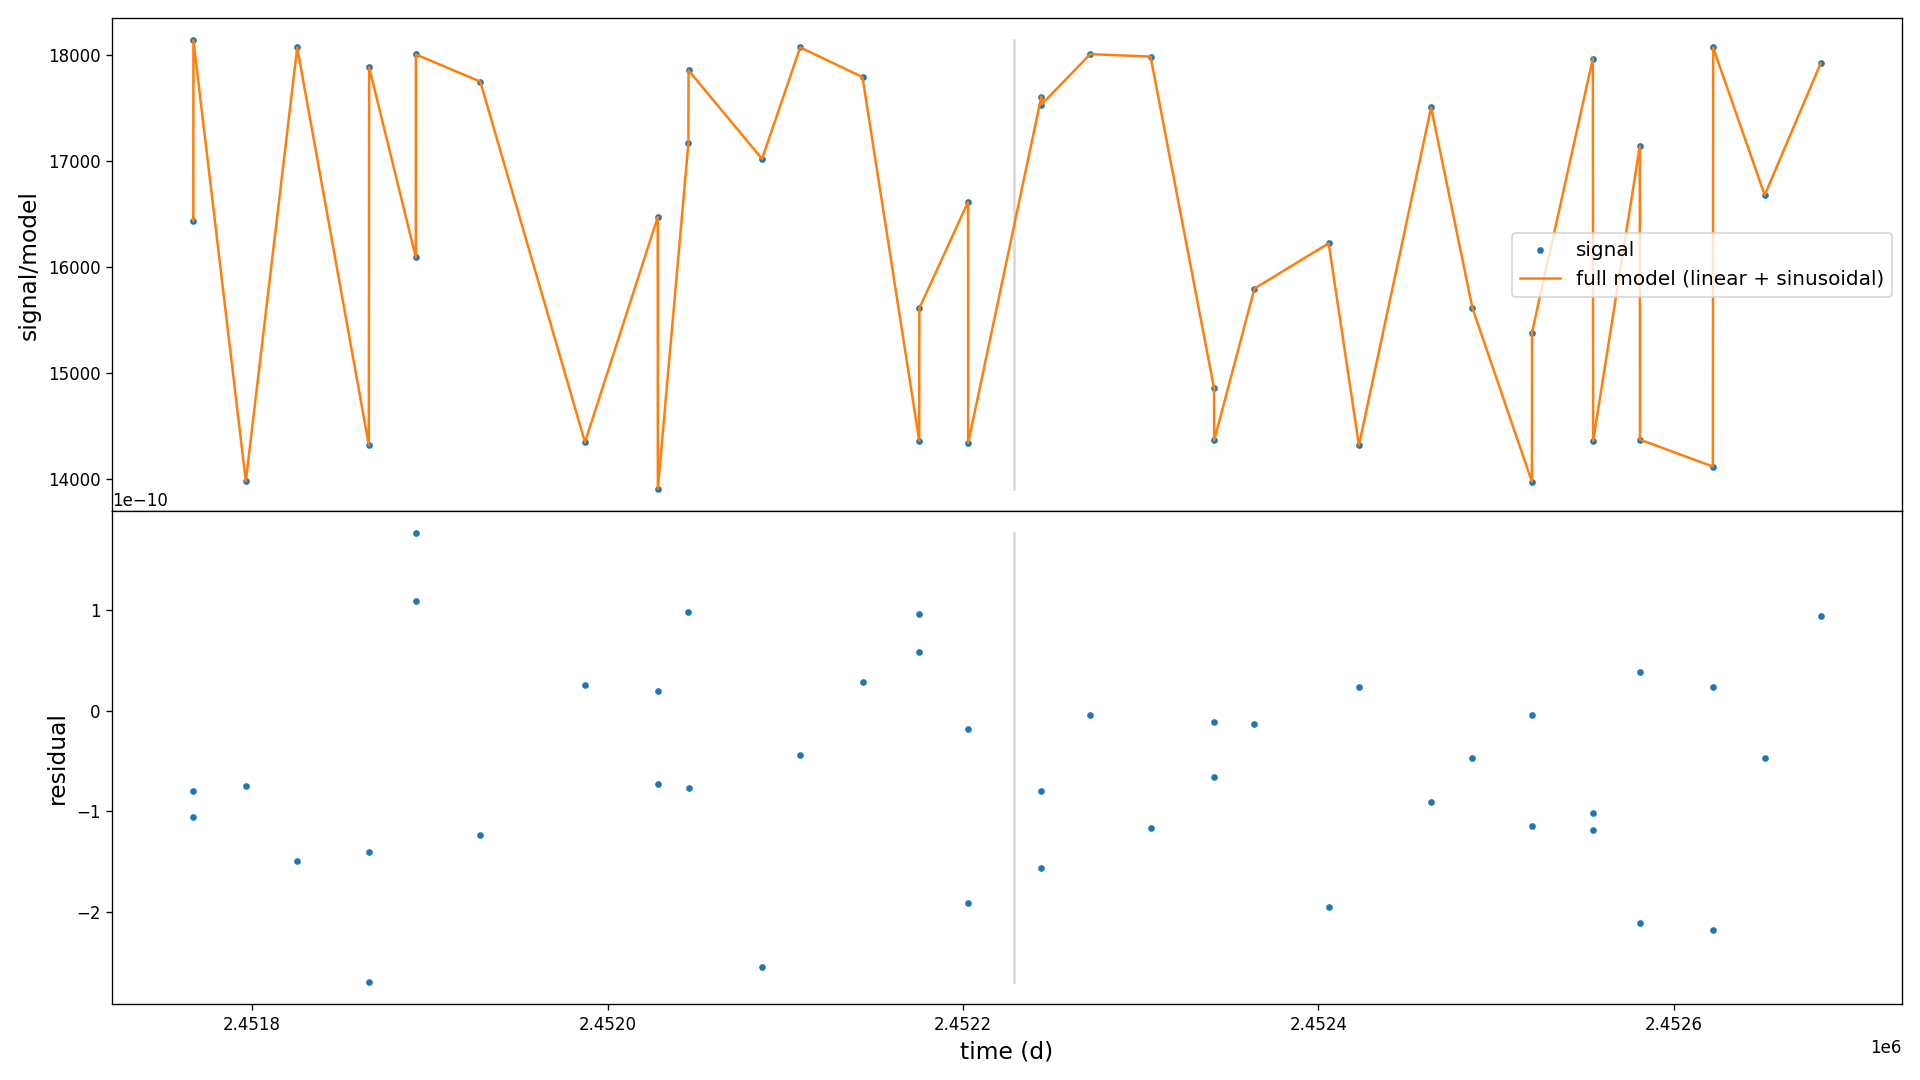 18000
17000
16000
15000
14000
signal/model
signal
full model (linear + sinusoidal)
1e−10
1
0
−1
−2
residual
2.4518
2.4520
2.4522
2.4524
2.4526
time (d)
1e6